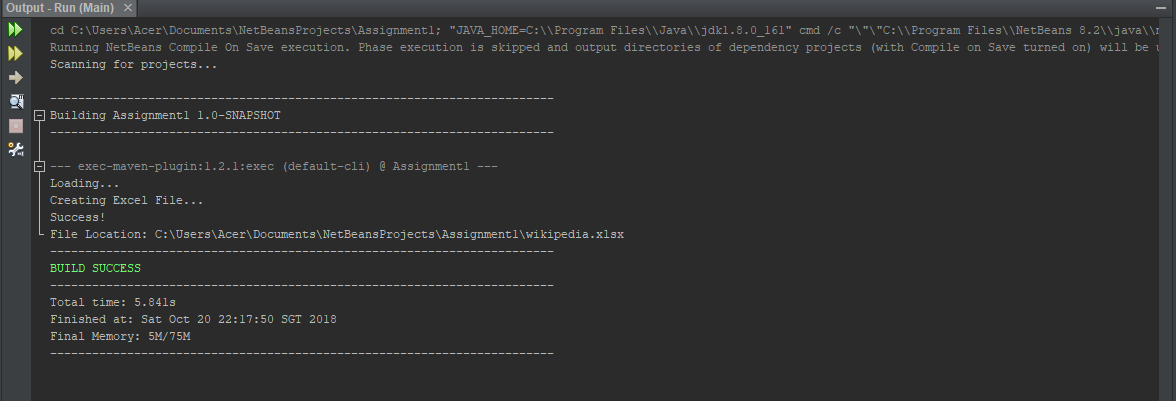 Output - Run (Main)
cd C:\Users\Acer\Documents\NetBeansProjects\Assignment1; "JAVA_HOME=C:\\Program Files\\Java\\jdk1.8.0_161" cmd /c "\"\"C:\\Program Files\\NetBeans 8.2\\java\\
Running NetBeans Compile On Save execution. Phase execution is skipped and output directories of dependency projects (with Compile on Save turned on) will be
Scanning for projects...
------------------------------------------------------------------------
Building Assignment1 1.0-SNAPSHOT
------------------------------------------------------------------------
--- exec-maven-plugin:1.2.1:exec (default-cli) @ Assignment1 ---
Loading...
Creating Excel File...
Success!
File Location: C:\Users\Acer\Documents\NetBeansProjects\Assignment1\wikipedia.xlsx
------------------------------------------------------------------------
BUILD SUCCESS
------------------------------------------------------------------------
Total time: 5.841s
Finished at: Sat Oct 20 22:17:50 SGT 2018
Final Memory: 5M/75M
------------------------------------------------------------------------